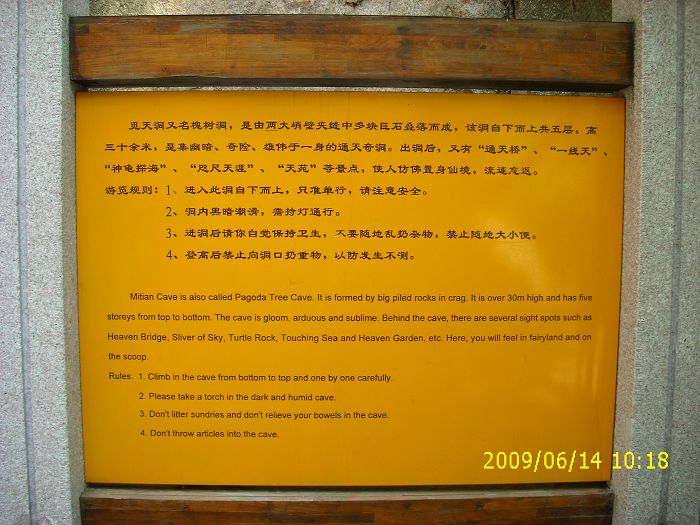 觅天洞又名槐树洞，是由两大峭壁夹缝中多块巨石叠落而成，该洞自下而上共五层，高
三十余米，是集幽暗、奇险、雄伟于一身的通天奇洞。出洞后，又有“通天桥”、“一线天”、
“神龟探海”、“咫尺天涯”、“天苑”等景点，使人仿佛置身仙境，流连忘返。
游览规则：1、进入此洞自下而上，只准单行，请注意安全。
2、洞内黑暗潮滑，需持灯通行。
3、进洞后请你自觉保持卫生，不要随地乱扔杂物，禁止随地大小便。
4、登高后禁止向洞口扔重物，以防发生不测。
Mitian Cave is also called Pagoda Tree Cave. It is formed by big piled rocks in crag. It is over 30m high and has five
storeys from top to bottom. The cave is gloom, arduous and sublime. Behind the cave, there are several sight spots such as
Heaven Bridge, Sliver of Sky, Turtle Rock, Touching Sea and Heaven Garden, etc. Here, you will feel in fairyland and on
the scoop.
Rules: 1. Climb in the cave from bottom to top and one by one carefully.
2. Please take a torch in the dark and humid cave.
3. Don't litter sundries and don't relieve your bowels in the cave.
4. Don't throw articles into the cave.
2009/06/14 10:18